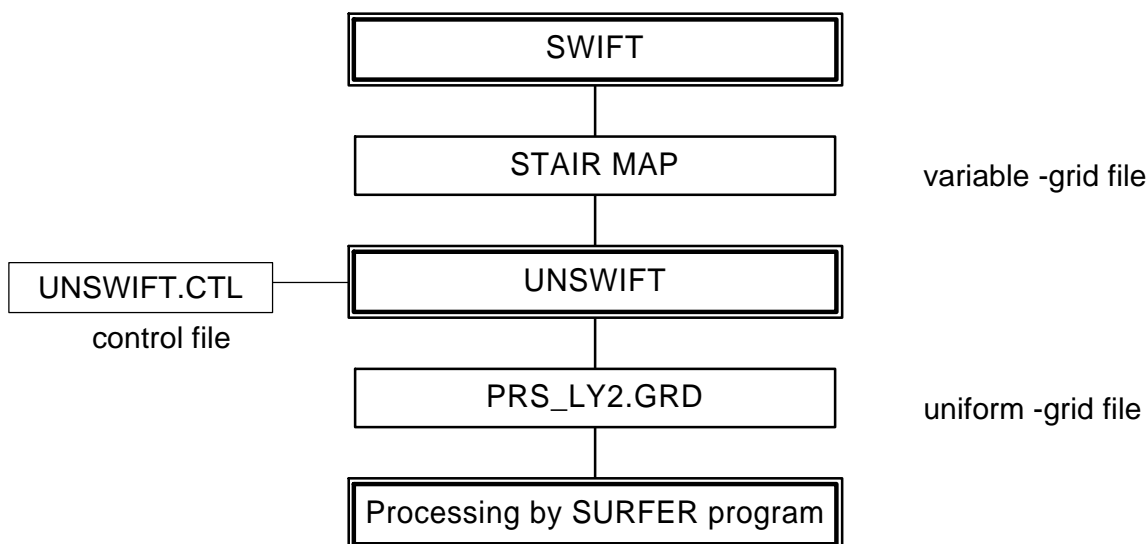 SWIFT
STAIR MAP
variable -grid file
UNSWIFT.CTL
UNSWIFT
control file
PRS_LY2.GRD
uniform -grid file
Processing by SURFER program